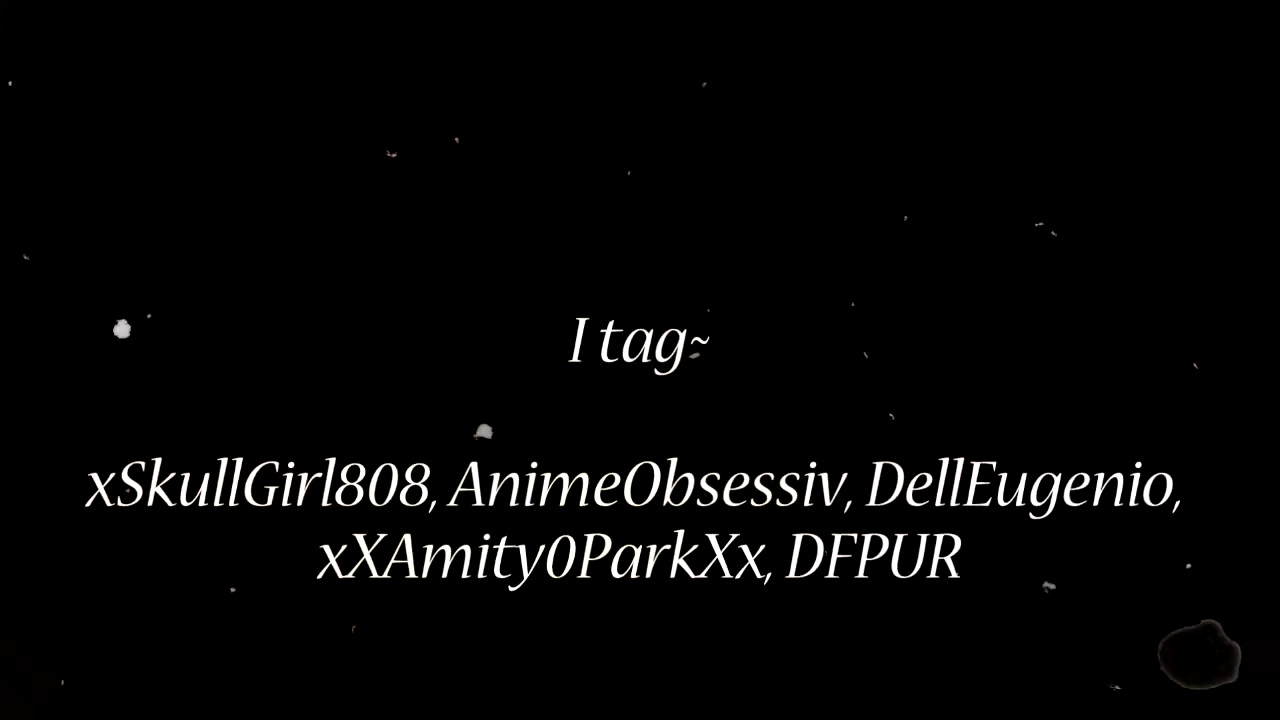 I tag~
xSkullGirl808, AnimeObsessiv, DellEugenio,
xXAmity0ParkXx, DFPUR